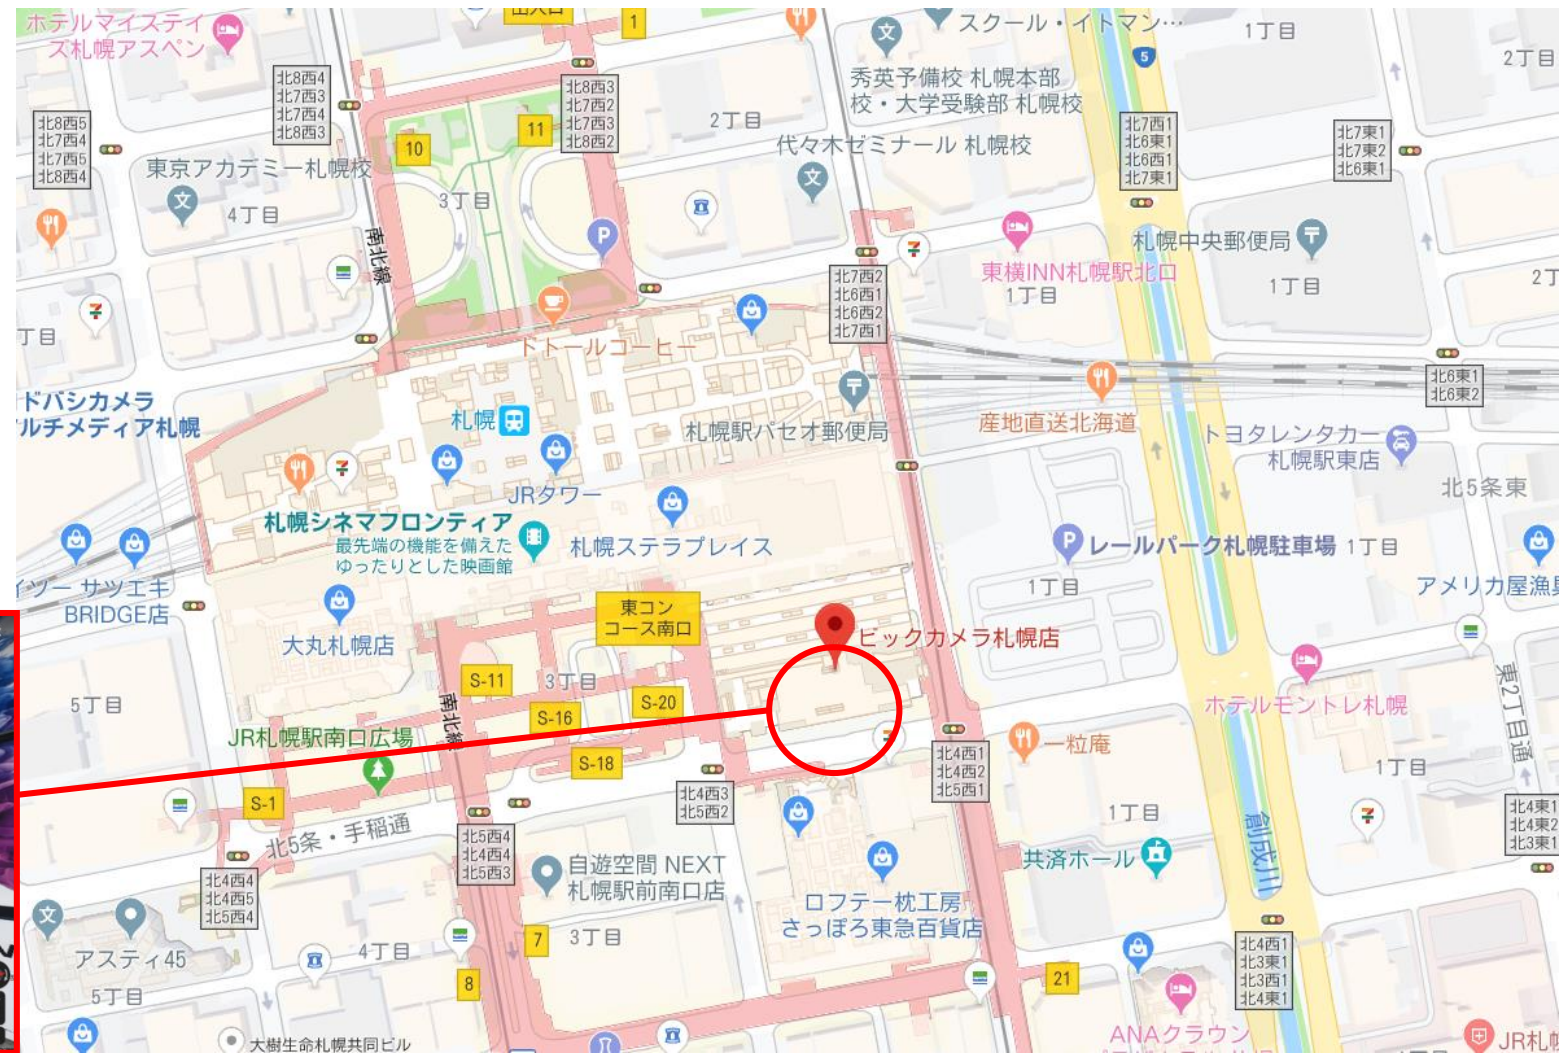 ホテルマイステイ
ズ札幌アスペン
1
スクール・イトマン…
1丁目
2丁目
5
秀英予備校 札幌本部
校・大学受験部 札幌校
北8西4
北7西3
北7西4
北8西3
北8西3
北7西2
北7西3
北8西2
北8西5
北7西4
北7西5
北8西4
10
11
2丁目
代々木ゼミナール 札幌校
北7西1
北6東1
北6西1
北7東1
北7東1
北7東2
北6東1
東京アカデミー札幌校
4丁目
3丁目
南北線
札幌中央郵便局
1丁目
東横INN札幌駅北口
1丁目
北7西2
北6西1
北6西2
北7西1
丁目
ドトールコーヒー
ドバシカメラ
ルチメディア札幌
札幌
札幌駅パセオ郵便局
産地直送北海道
北6東1
北6東2
トヨタレンタカー
札幌駅東店
北5条東
JRタワー
札幌シネマフロンティア
最先端の機能を備えた
ゆったりとした映画館
札幌ステラプレイス
レールパーク札幌駐車場
1丁目
1丁目
イツー サツエキ
BRIDGE店
アメリカ屋漁具
大丸札幌店
東コン
コース南口
ビックカメラ札幌店
5丁目
S-11
3丁目
S-16
S-20
南北線
JR札幌駅南口広場
S-18
S-1
ホテルモントレ札幌
東2丁目通
一粒庵
北4西1
北4西2
北5西1
1丁目
北4西3
北5西2
北5条・手稲通
北5西4
北4西4
北5西3
自遊空間 NEXT
札幌駅前南口店
1丁目
創成川
北4東1
北4東2
北3東1
共済ホール
北4西4
北4西5
北5西4
ロフテー枕工房
さっぽろ東急百貨店
7
3丁目
アスティ45
4丁目
5丁目
8
21
北4西1
北3東1
北3西1
北4東1
ANAクラウン
大樹生命札幌共同ビル
JR札幌